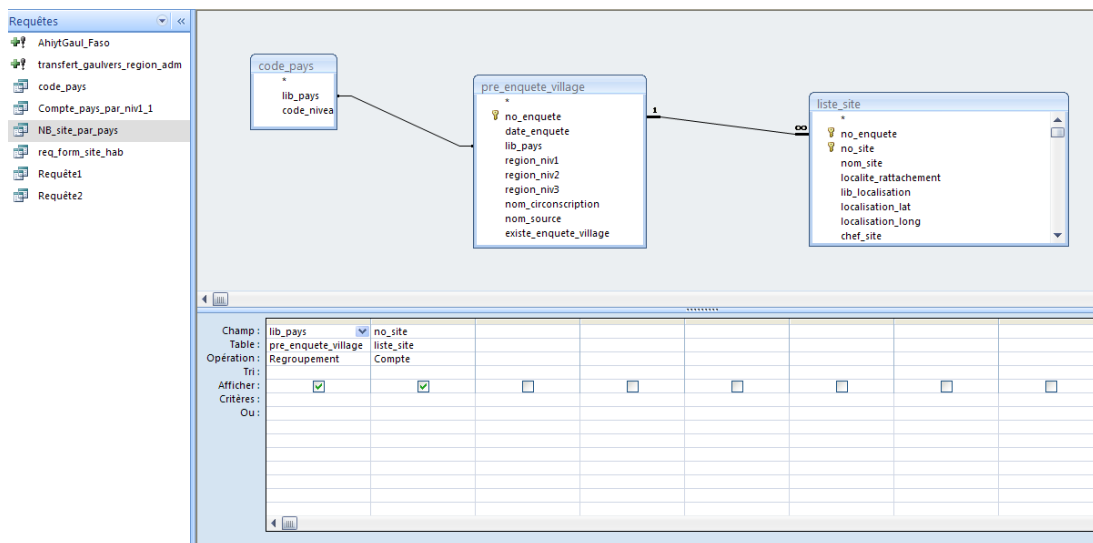 Requêtes
AhiytGaul_Faso
transfert_gaulvers_region_adm
code_pays
Compte_pays_par_niv1_1
NB_site_par_pays
req_form_site_hab
Requête1
Requête2
code_pays
*
lib_pays
code_nivea
pre_enquete_village
*
no_enquete
date_enquete
lib_pays
region_niv1
region_niv2
region_niv3
nom_circonscription
nom_source
existe_enquete_village
1
∞
liste_site
*
no_enquete
no_site
nom_site
localite_rattachement
lib_localisation
localisation_lat
localisation_long
chef_site
Champ : lib_pays no_site
Table : pre_enquete_village liste_site
Opération : Regroupement Compte
Tri :
Afficher :
Critères :
Ou :